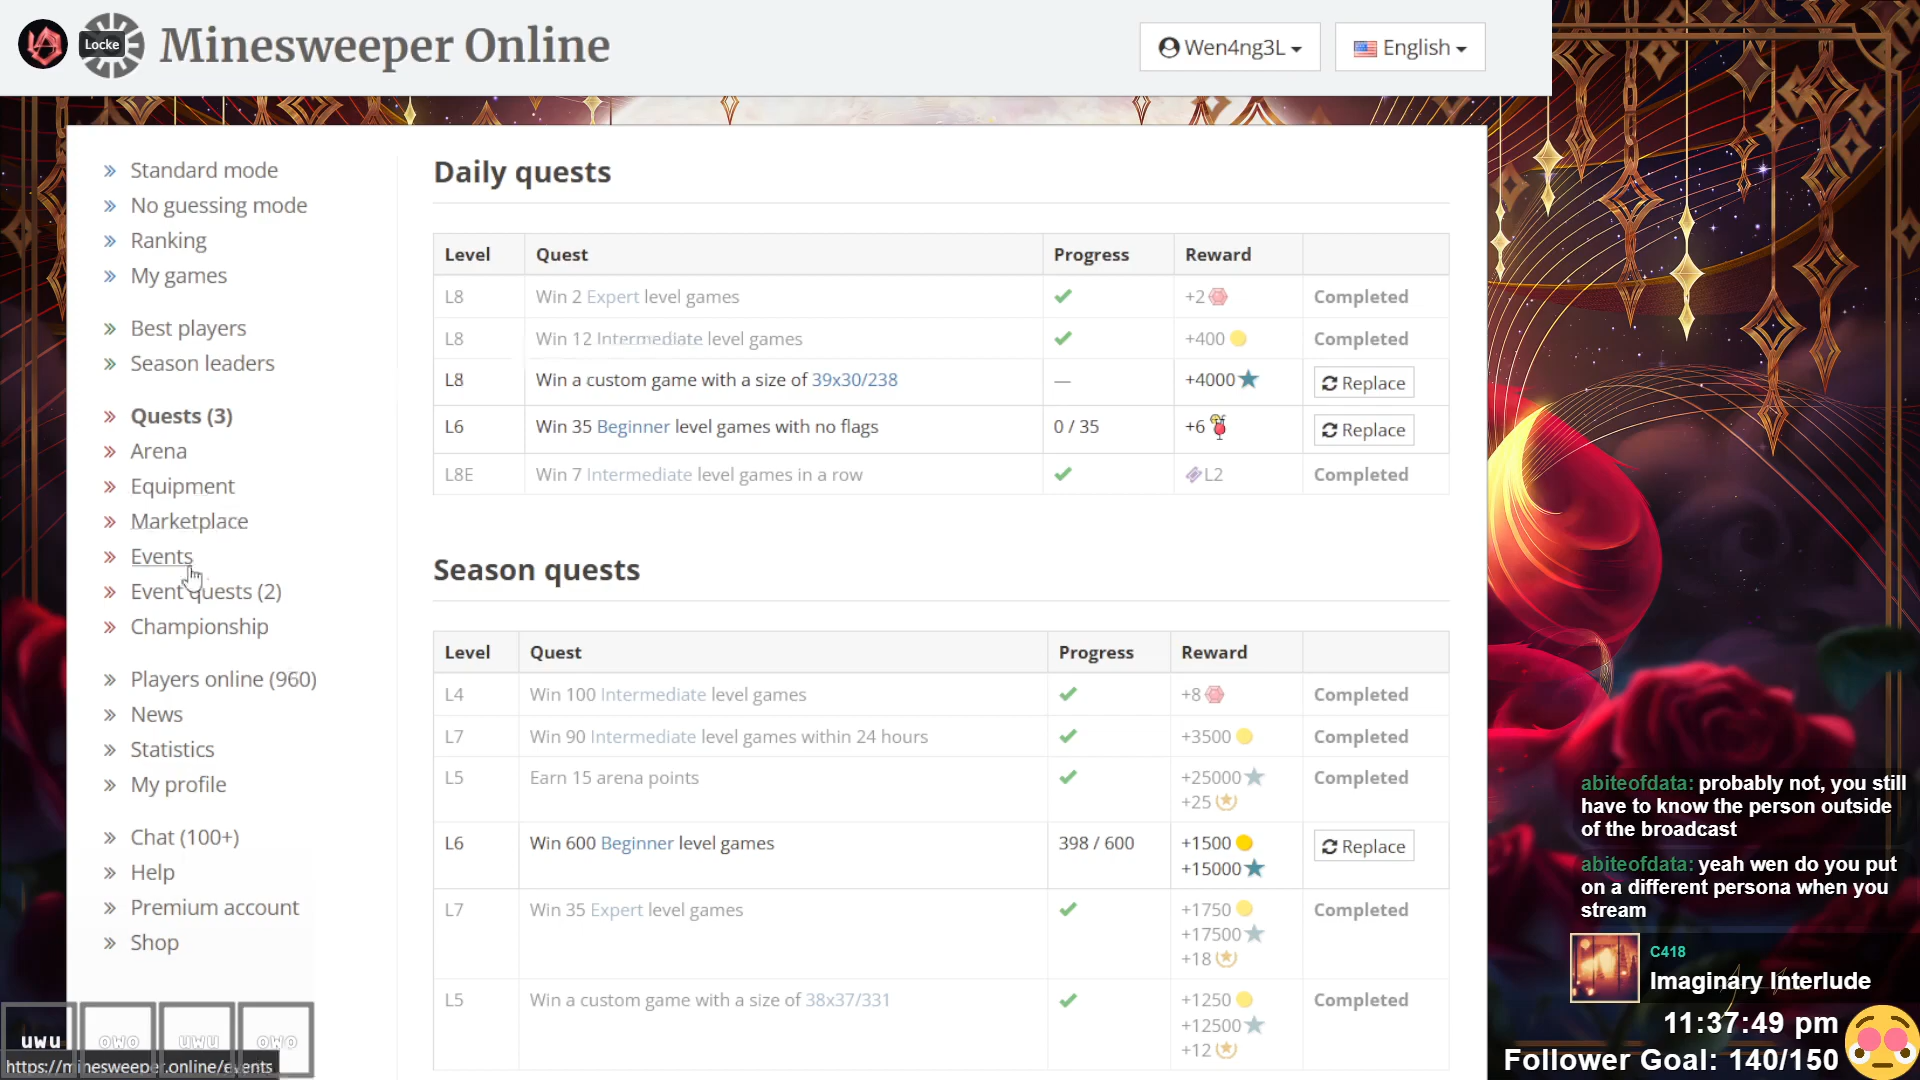 Locke
Minesweeper Online
Wen4ng3L
English
Standard mode
No guessing mode
Ranking
My games
Best players
Season leaders
Quests (3)
Arena
Equipment
Marketplace
Events
Event Quests (2)
Championship
Players online (960)
News
Statistics
My profile
Chat (100+)
Help
Premium account
Shop
Daily quests
Level Quest Progress Reward
L8 Win 2 Expert level games +2 Completed
L8 Win 12 Intermediate level games +400 Completed
L8 Win a custom game with a size of 39x30/238 — +4000 Replace
L6 Win 35 Beginner level games with no flags 0 / 35 +6 Replace
L8E Win 7 Intermediate level games in a row L2 Completed
Season quests
Level Quest Progress Reward
L4 Win 100 Intermediate level games +8 Completed
L7 Win 90 Intermediate level games within 24 hours +3500 Completed
L5 Earn 15 arena points +25000 Completed
+25
L6 Win 600 Beginner level games 398 / 600 +1500 Replace
+15000
L7 Win 35 Expert level games +1750 Completed
+17500
+18
L5 Win a custom game with a size of 38x37/331 +1250 Completed
+12500
+12
uwu owo uwu owo
https://minesweeper.online/events
abiteofdata: probably not, you still
have to know the person outside
of the broadcast
abiteofdata: yeah wen do you put
on a different persona when you
stream
C418
Imaginary Interlude
11:37:49 pm
Follower Goal: 140/150